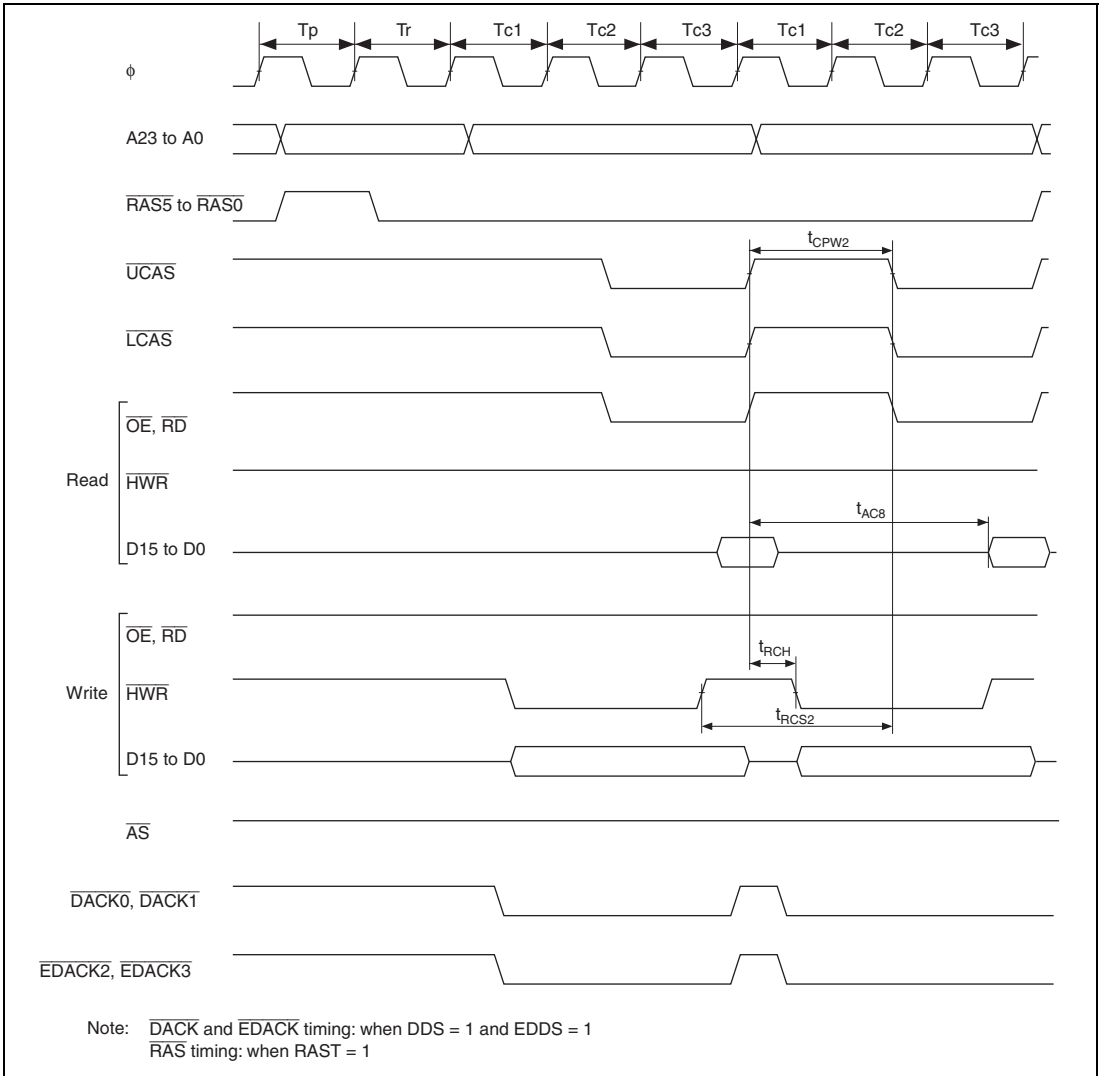 Tp Tr Tc1 Tc2 Tc3 Tc1 Tc2 Tc3
ϕ
A23 to A0
RAS5 to RAS0
tCPW2
UCAS
LCAS
OE, RD
Read HWR
tAC8
D15 to D0
OE, RD
tRCH
Write HWR
tRCS2
D15 to D0
AS
DACK0, DACK1
EDACK2, EDACK3
Note: DACK and EDACK timing: when DDS = 1 and EDDS = 1
RAS timing: when RAST = 1